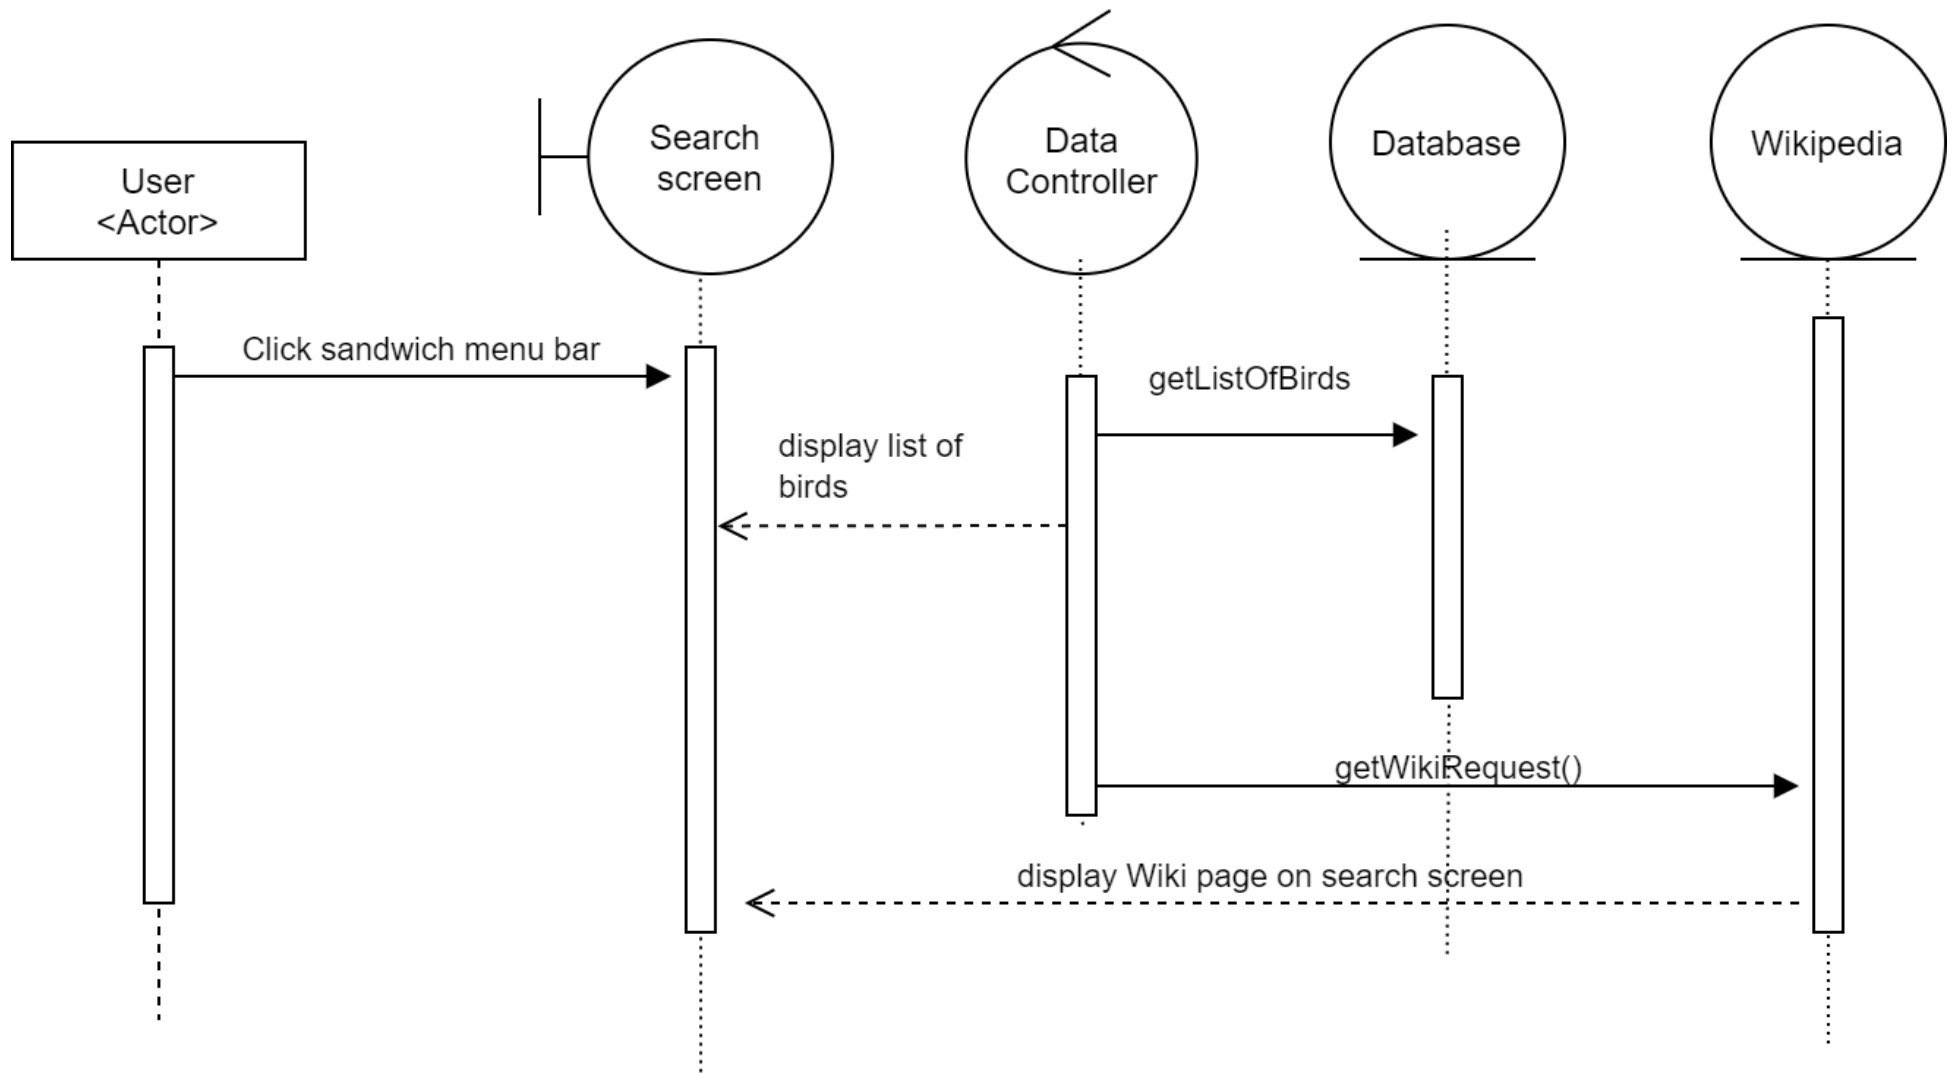 User
<Actor>
Search
screen
Data
Controller
Database
Wikipedia
Click sandwich menu bar
getListOfBirds
display list of
birds
getWikiRequest()
display Wiki page on search screen